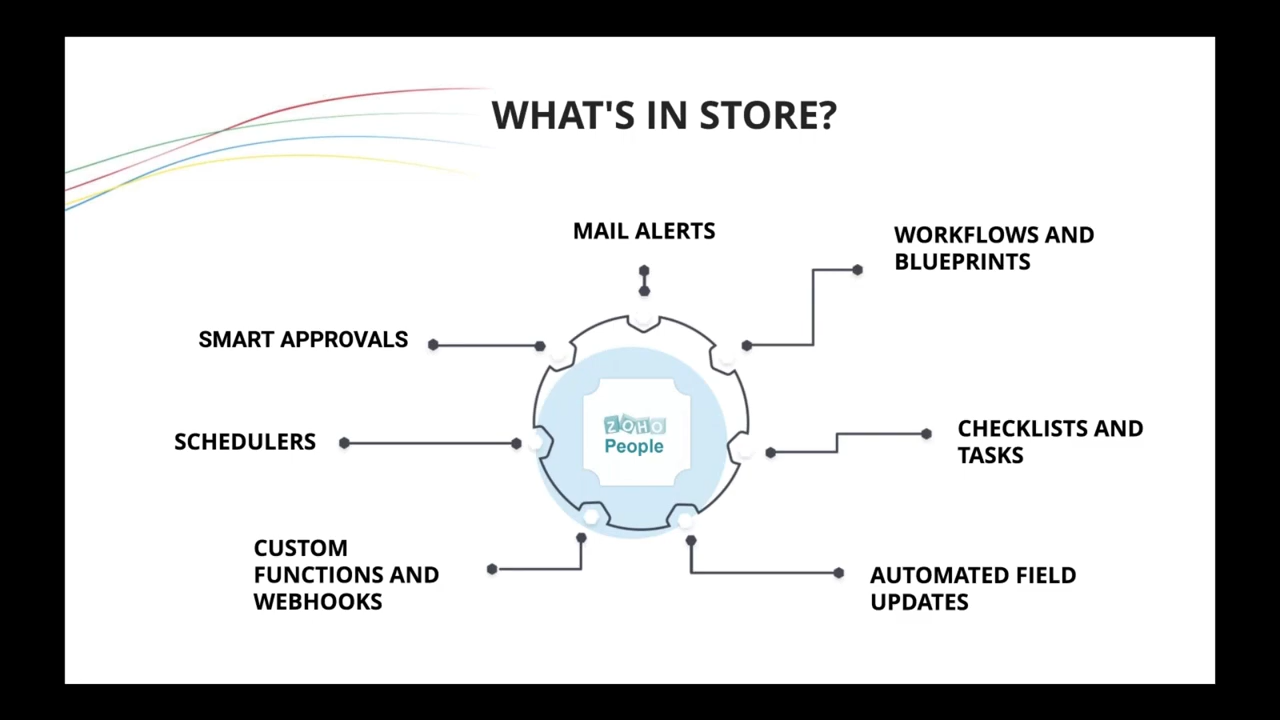 WHAT'S IN STORE?
MAIL ALERTS
WORKFLOWS AND
BLUEPRINTS
SMART APPROVALS
ZOHO
People
CHECKLISTS AND
TASKS
SCHEDULERS
CUSTOM
FUNCTIONS AND
WEBHOOKS
AUTOMATED FIELD
UPDATES